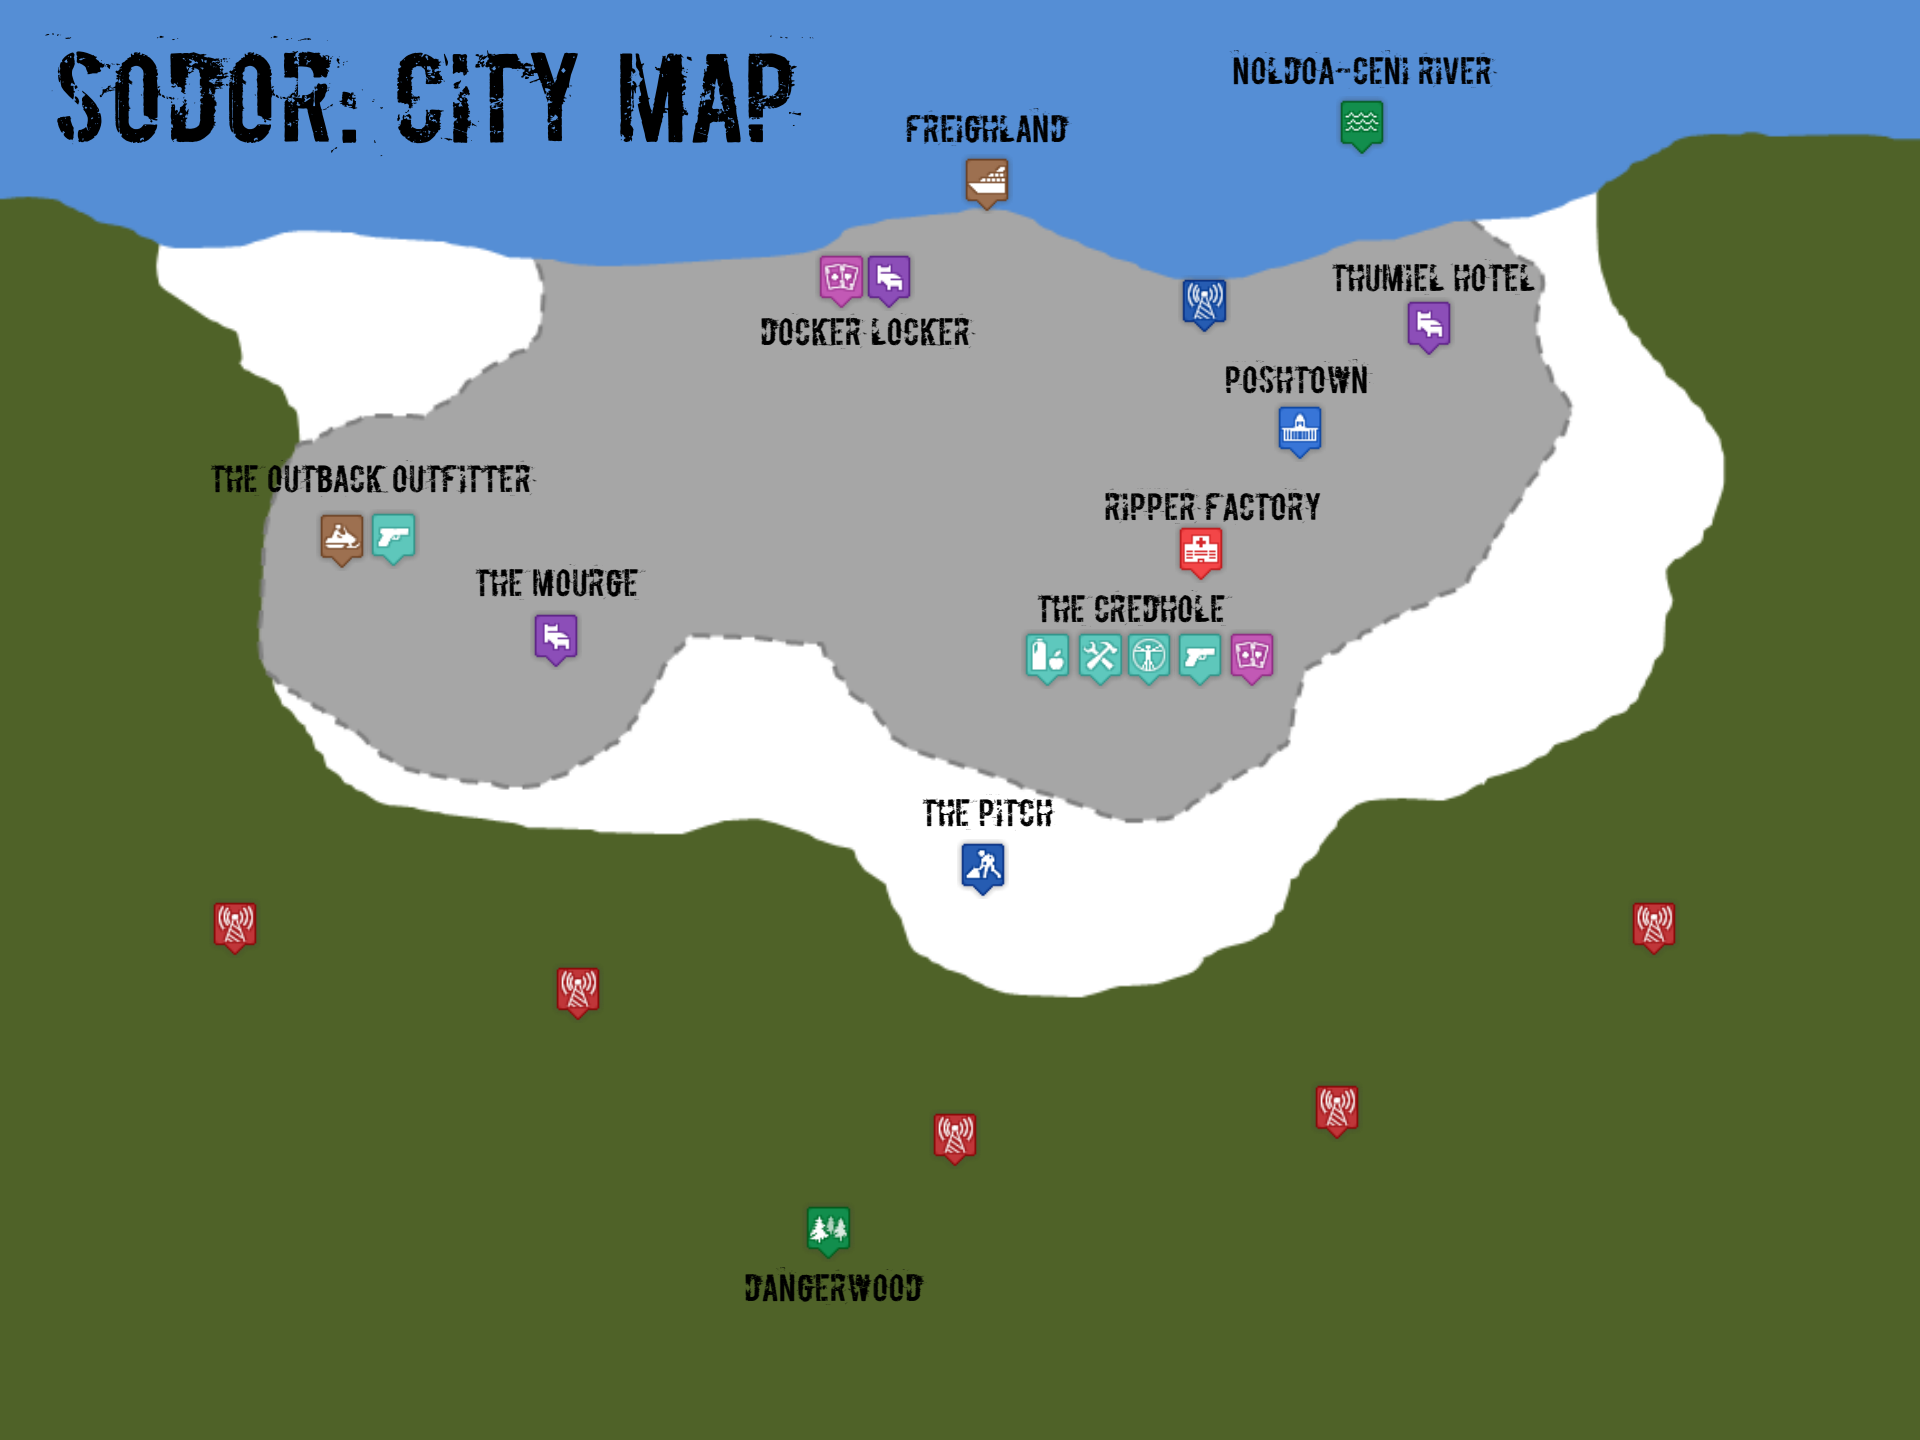 SODOR: CITY MAP
NOLDOA-CENI RIVER
FREIGHLAND
THUMIEL HOTEL
DOCKER LOCKER
POSHTOWN
THE OUTBACK OUTFITTER
RIPPER FACTORY
THE MOURGE
THE CREDHOLE
THE PITCH
DANGERWOOD